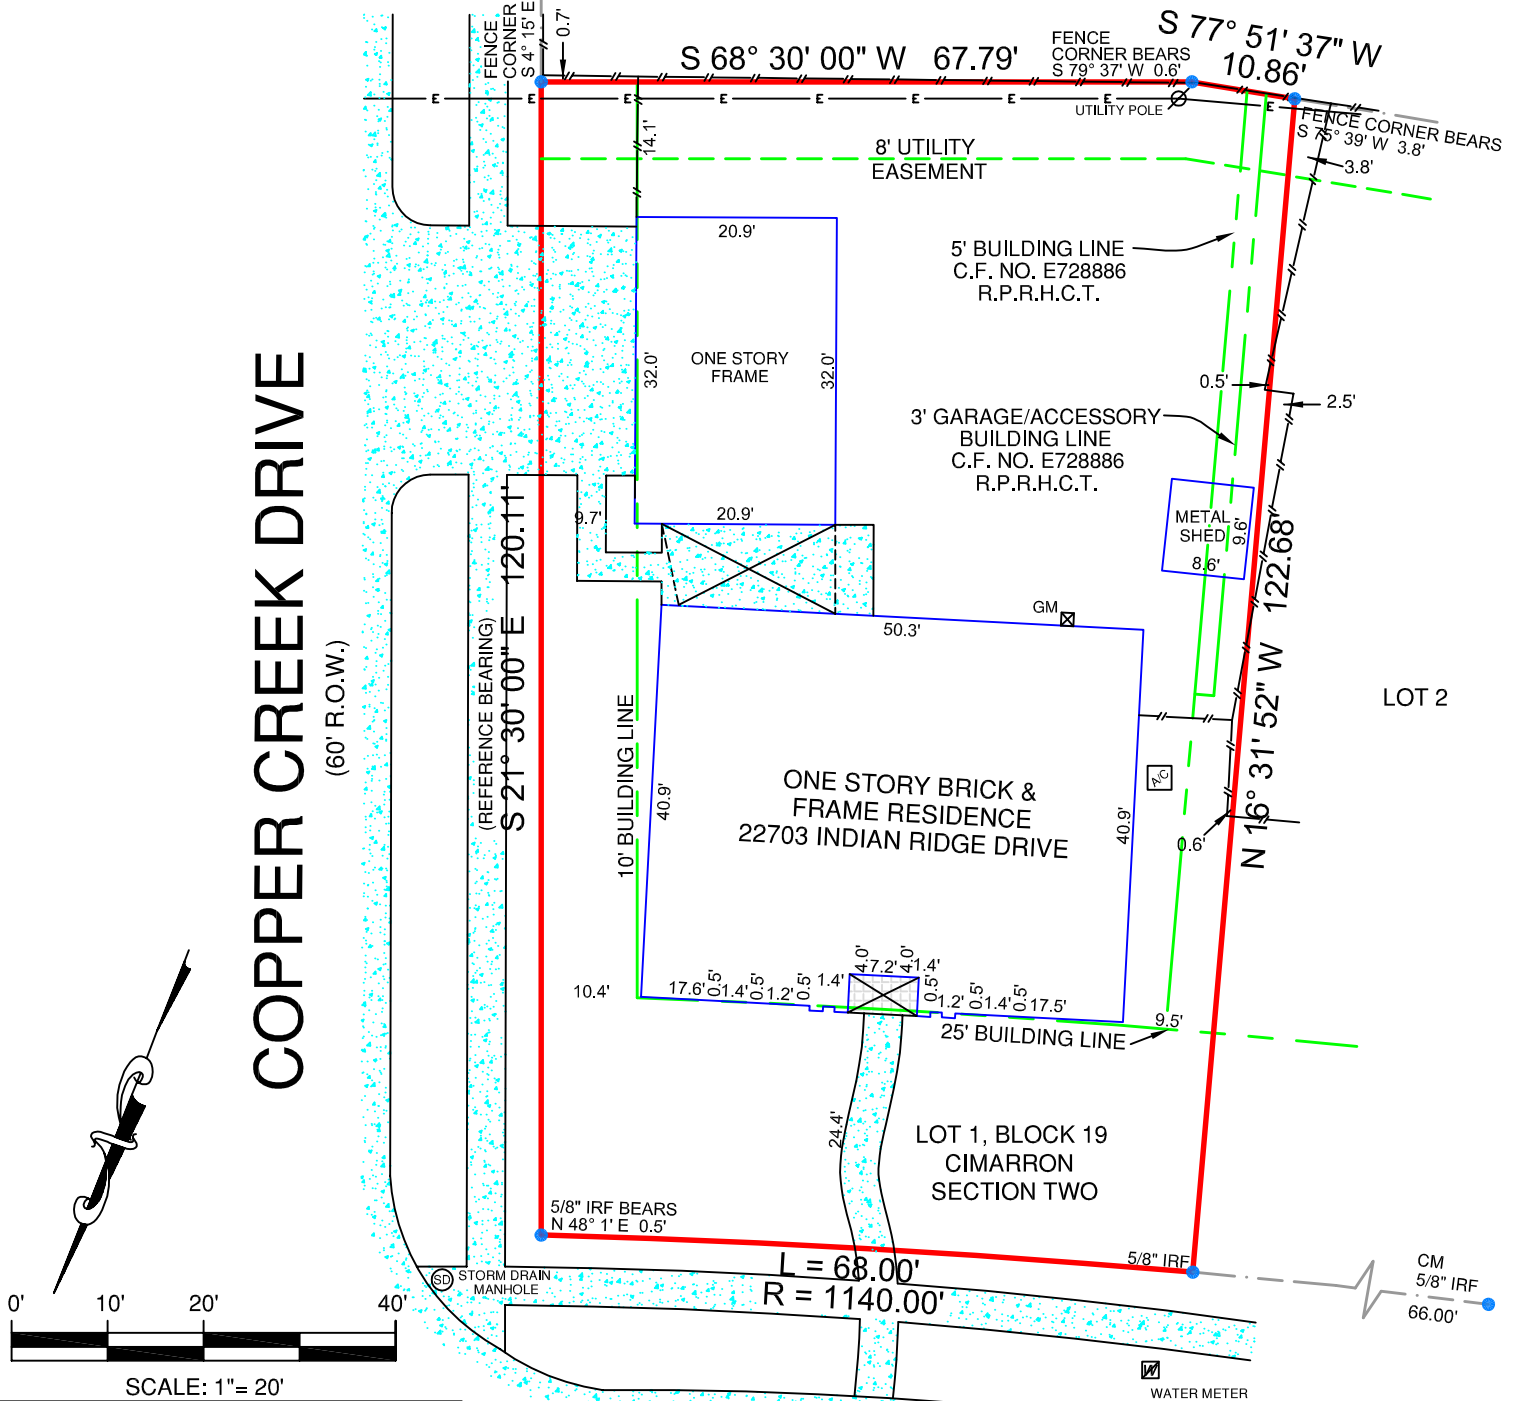 FENCE
CORNER
S 4° 15' E
0.7'
S 68° 30' 00" W 67.79'
FENCE
CORNER BEARS
S 79° 37' W 0.6'
S 77° 51' 37" W
10.86'
E E E E E E E E E
UTILITY POLE
FENCE CORNER BEARS
S 75° 39' W 3.8'
3.8'
14.1'
8' UTILITY
EASEMENT
20.9'
5' BUILDING LINE
C.F. NO. E728886
R.P.R.H.C.T.
ONE STORY
FRAME
32.0'
32.0'
0.5'
2.5'
3' GARAGE/ACCESSORY
BUILDING LINE
C.F. NO. E728886
R.P.R.H.C.T.
COPPER CREEK DRIVE
(60' R.O.W.)
(REFERENCE BEARING)
S 21° 30' 00" E 120.11'
9.7'
20.9'
METAL
SHED
9.6'
8.6'
N 16° 31' 52" W 122.68
GM
50.3'
LOT 2
10' BUILDING LINE
40.9'
ONE STORY BRICK &
FRAME RESIDENCE
22703 INDIAN RIDGE DRIVE
40.9'
A/C
0.6'
10.4'
17.6'
0.5'
1.4'
0.5'
1.2'
0.5'
1.4'
4.0'
7.2'
4.0'
1.4'
0.5'
1.2'
0.5'
1.4'
0.5'
17.5'
9.5'
25' BUILDING LINE
24.4'
LOT 1, BLOCK 19
CIMARRON
SECTION TWO
5/8" IRF BEARS
N 48° 1' E 0.5'
5/8" IRF
L = 68.00'
R = 1140.00'
CM
5/8" IRF
66.00'
SD
STORM DRAIN
MANHOLE
0' 10' 20' 40'
SCALE: 1"= 20'
W
WATER METER